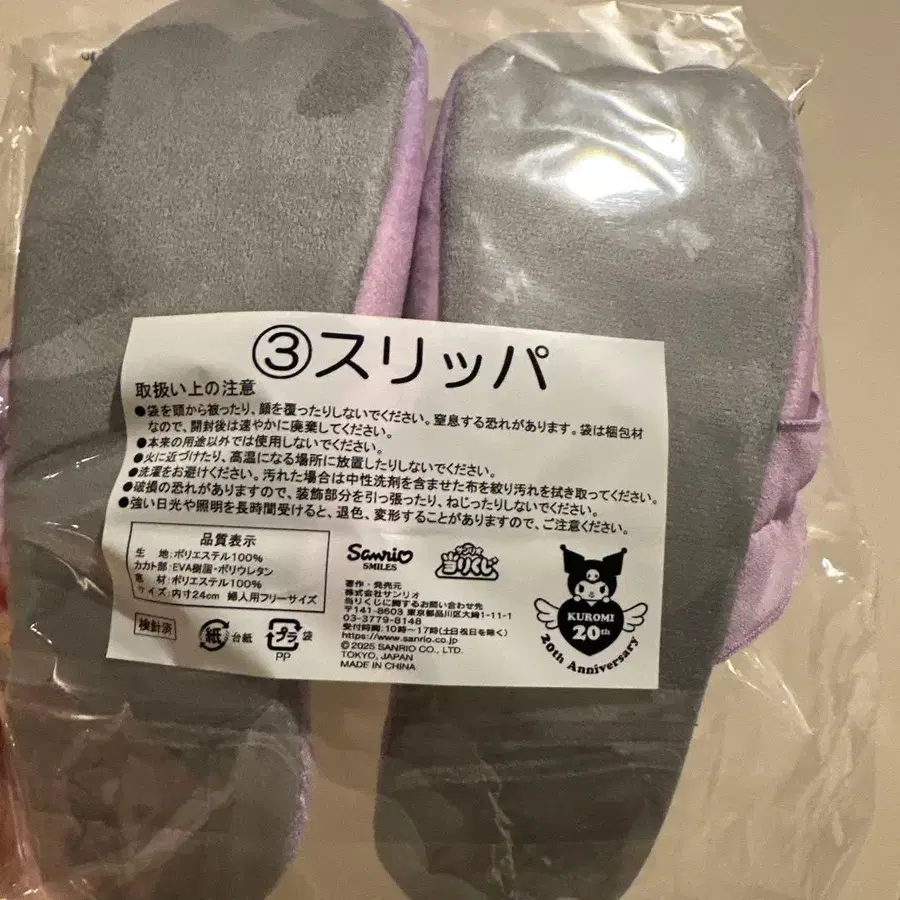 ③スリッパ
取扱い上の注意
●袋を頭から被ったり、顔を覆ったりしないでください。窒息する恐れがあります。袋は梱包材
なので、開封後は速やかに廃棄してください。
●本来の用途以外では使用しないでください。
●火に近づけたり、高温になる場所に放置したりしないでください。
●洗濯をお避けください。汚れた場合は中性洗剤を含ませた布を絞り汚れを拭き取ってください。
●破損の恐れがありますので、装飾部分を引っ張ったり、ねじったりしないでください。
●強い日光や照明を長時間受けると、退色、変形することがありますので、ご注意ください。
品質表示
生 地:ポリエステル100%
カカト部:EVA樹脂・ポリウレタン
底 材:ポリエステル100%
サイズ:内寸24cm 婦人用フリーサイズ
検針済
紙 台紙
プラ 袋
PP
Sanrio
SMILES
サンリオ
当りくじ
著作・発売元
株式会社サンリオ
当りくじに関するお問い合わせ先
〒141-8603 東京都品川区大崎1-11-1
03-3779-8148
受付時間:10時〜17時(土日祝日を除く)
https://www.sanrio.co.jp
©2025 SANRIO CO., LTD.
TOKYO, JAPAN
MADE IN CHINA
KUROMI
20th
20th Anniversary